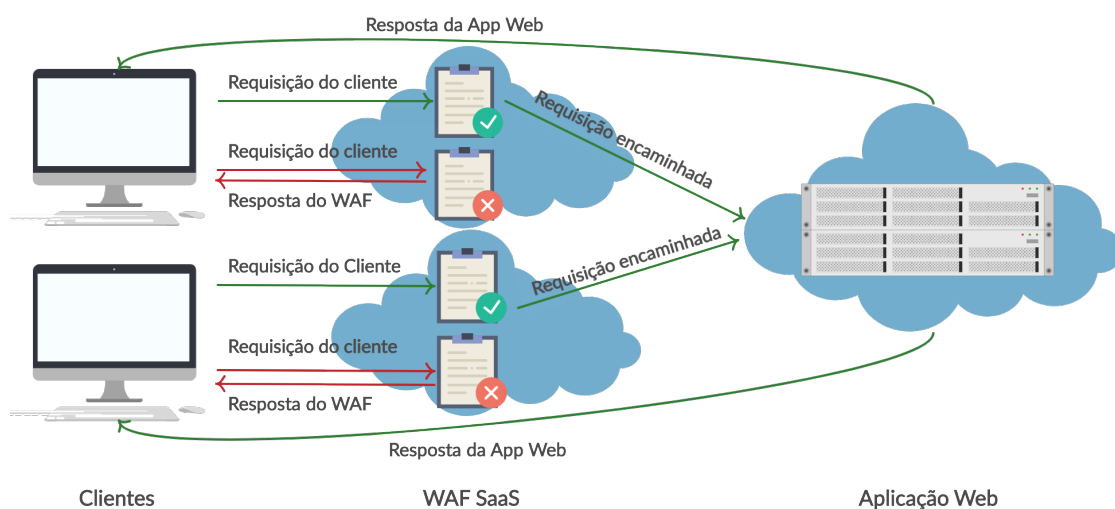 Resposta da App Web
Requisição do cliente
Requisição encaminhada
Requisição do cliente
Resposta do WAF
Requisição do Cliente
Requisição encaminhada
Requisição do cliente
Resposta do WAF
Resposta da App Web
Clientes
WAF SaaS
Aplicação Web